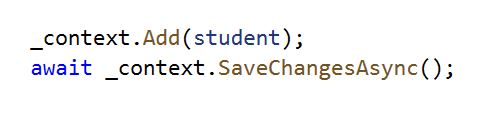 _context.Add(student);
await _context.SaveChangesAsync();